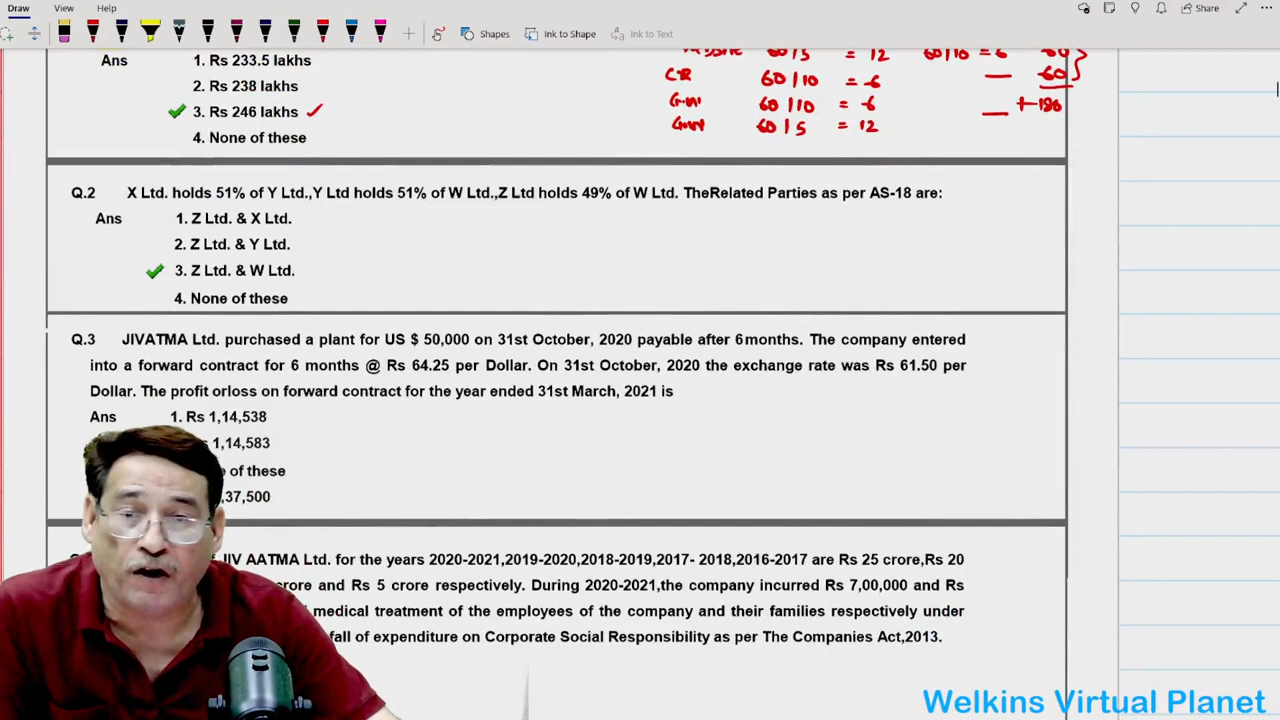 Draw View Help
Shapes Ink to Shape Ink to Text Share
60/5 = 12 60/10 = 6
Ans 1. Rs 233.5 lakhs
CR 60/10 = -6 60
2. Rs 238 lakhs
G.W 60/10 = -6 +180
3. Rs 246 lakhs
G.W 60/5 = 12
4. None of these
Q.2 X Ltd. holds 51% of Y Ltd.,Y Ltd holds 51% of W Ltd.,Z Ltd holds 49% of W Ltd. TheRelated Parties as per AS-18 are:
Ans 1. Z Ltd. & X Ltd.
2. Z Ltd. & Y Ltd.
3. Z Ltd. & W Ltd.
4. None of these
Q.3 JIVATMA Ltd. purchased a plant for US $ 50,000 on 31st October, 2020 payable after 6months. The company entered
into a forward contract for 6 months @ Rs 64.25 per Dollar. On 31st October, 2020 the exchange rate was Rs 61.50 per
Dollar. The profit orloss on forward contract for the year ended 31st March, 2021 is
Ans 1. Rs 1,14,538
1,14,583
of these
,37,500
JIV AATMA Ltd. for the years 2020-2021,2019-2020,2018-2019,2017- 2018,2016-2017 are Rs 25 crore,Rs 20
crore and Rs 5 crore respectively. During 2020-2021,the company incurred Rs 7,00,000 and Rs
medical treatment of the employees of the company and their families respectively under
fall of expenditure on Corporate Social Responsibility as per The Companies Act,2013.
Welkins Virtual Planet